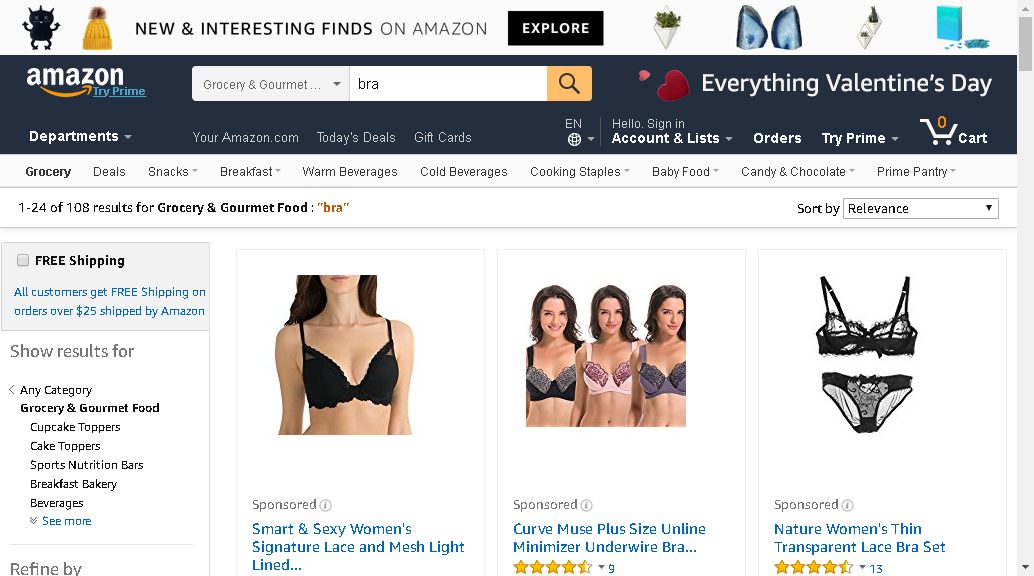 NEW & INTERESTING FINDS ON AMAZON
EXPLORE
amazon
Try Prime
Grocery & Gourmet ...
bra
Everything Valentine's Day
Departments
Your Amazon.com
Today's Deals
Gift Cards
EN
Hello. Sign in
Account & Lists
Orders
Try Prime
0
Cart
Grocery
Deals
Snacks
Breakfast
Warm Beverages
Cold Beverages
Cooking Staples
Baby Food
Candy & Chocolate
Prime Pantry
1-24 of 108 results for Grocery & Gourmet Food : "bra"
Sort by
Relevance
FREE Shipping
All customers get FREE Shipping on
orders over $25 shipped by Amazon
Show results for
Any Category
Grocery & Gourmet Food
Cupcake Toppers
Cake Toppers
Sports Nutrition Bars
Breakfast Bakery
Beverages
See more
Refine by
Sponsored
Smart & Sexy Women's
Signature Lace and Mesh Light
Lined...
Sponsored
Curve Muse Plus Size Unline
Minimizer Underwire Bra...
9
Sponsored
Nature Women's Thin
Transparent Lace Bra Set
13